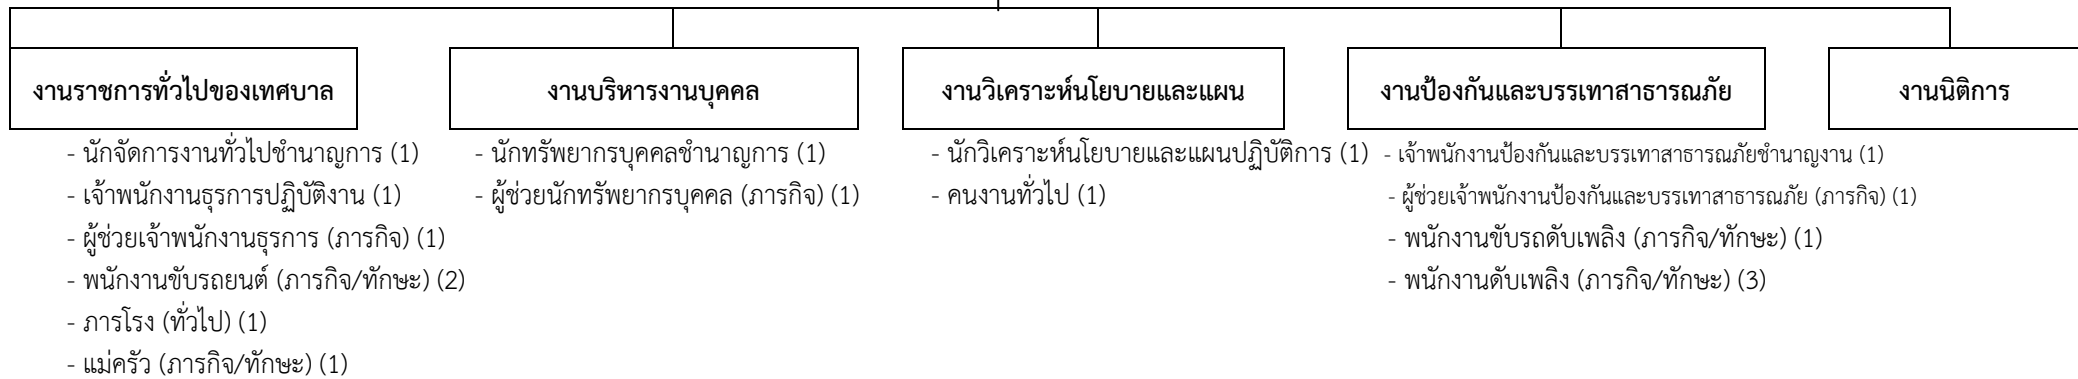 งานราชการทั่วไปของเทศบาล
- นักจัดการงานทั่วไปชำนาญการ (1)
- เจ้าพนักงานธุรการปฏิบัติงาน (1)
- ผู้ช่วยเจ้าพนักงานธุรการ (ภารกิจ) (1)
- พนักงานขับรถยนต์ (ภารกิจ/ทักษะ) (2)
- ภารโรง (ทั่วไป) (1)
- แม่ครัว (ภารกิจ/ทักษะ) (1)
งานบริหารงานบุคคล
- นักทรัพยากรบุคคลชำนาญการ (1)
- ผู้ช่วยนักทรัพยากรบุคคล (ภารกิจ) (1)
งานวิเคราะห์นโยบายและแผน
- นักวิเคราะห์นโยบายและแผนปฏิบัติการ (1)
- คนงานทั่วไป (1)
งานป้องกันและบรรเทาสาธารณภัย
- เจ้าพนักงานป้องกันและบรรเทาสาธารณภัยชำนาญงาน (1)
- ผู้ช่วยเจ้าพนักงานป้องกันและบรรเทาสาธารณภัย (ภารกิจ) (1)
- พนักงานขับรถดับเพลิง (ภารกิจ/ทักษะ) (1)
- พนักงานดับเพลิง (ภารกิจ/ทักษะ) (3)
งานนิติการ